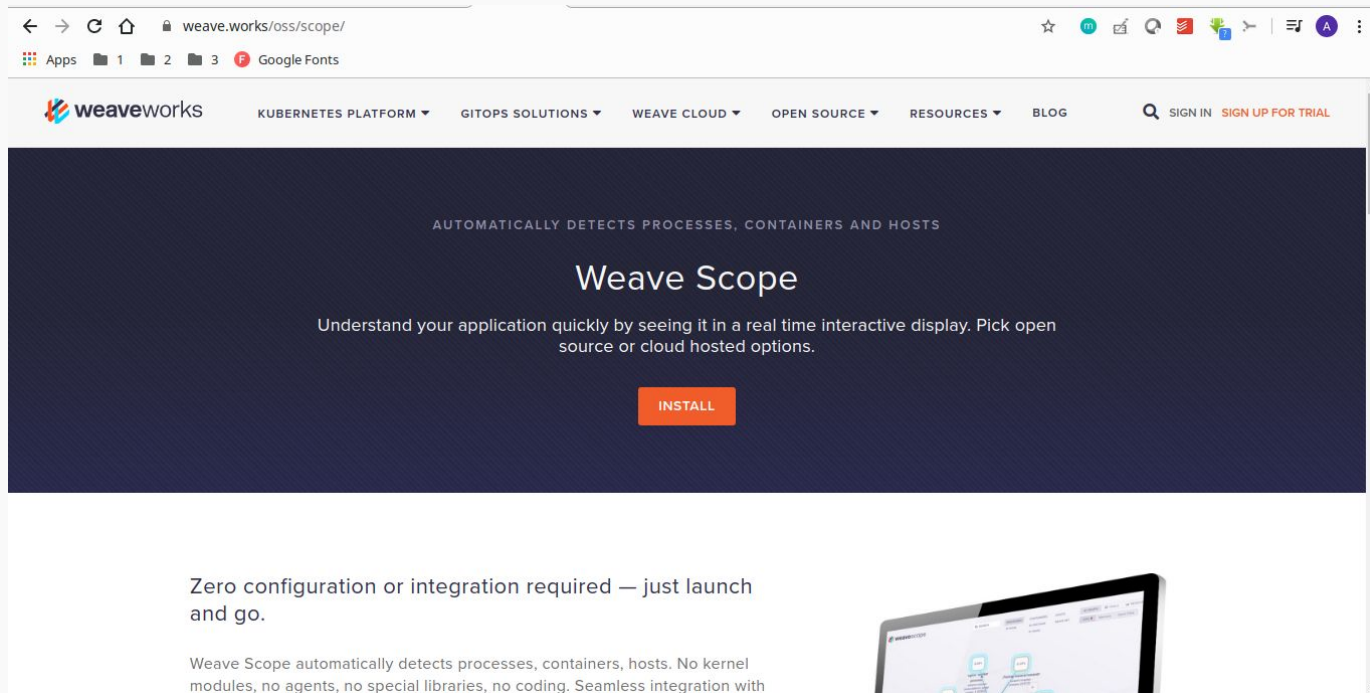 weave.works/oss/scope/
m
?
A
Apps
1
2
3
F
Google Fonts
weaveworks
KUBERNETES PLATFORM
GITOPS SOLUTIONS
WEAVE CLOUD
OPEN SOURCE
RESOURCES
BLOG
SIGN IN
SIGN UP FOR TRIAL
AUTOMATICALLY DETECTS PROCESSES, CONTAINERS AND HOSTS
Weave Scope
Understand your application quickly by seeing it in a real time interactive display. Pick open
source or cloud hosted options.
INSTALL
Zero configuration or integration required — just launch
and go.
Weave Scope automatically detects processes, containers, hosts. No kernel
modules, no agents, no special libraries, no coding. Seamless integration with
weavescope